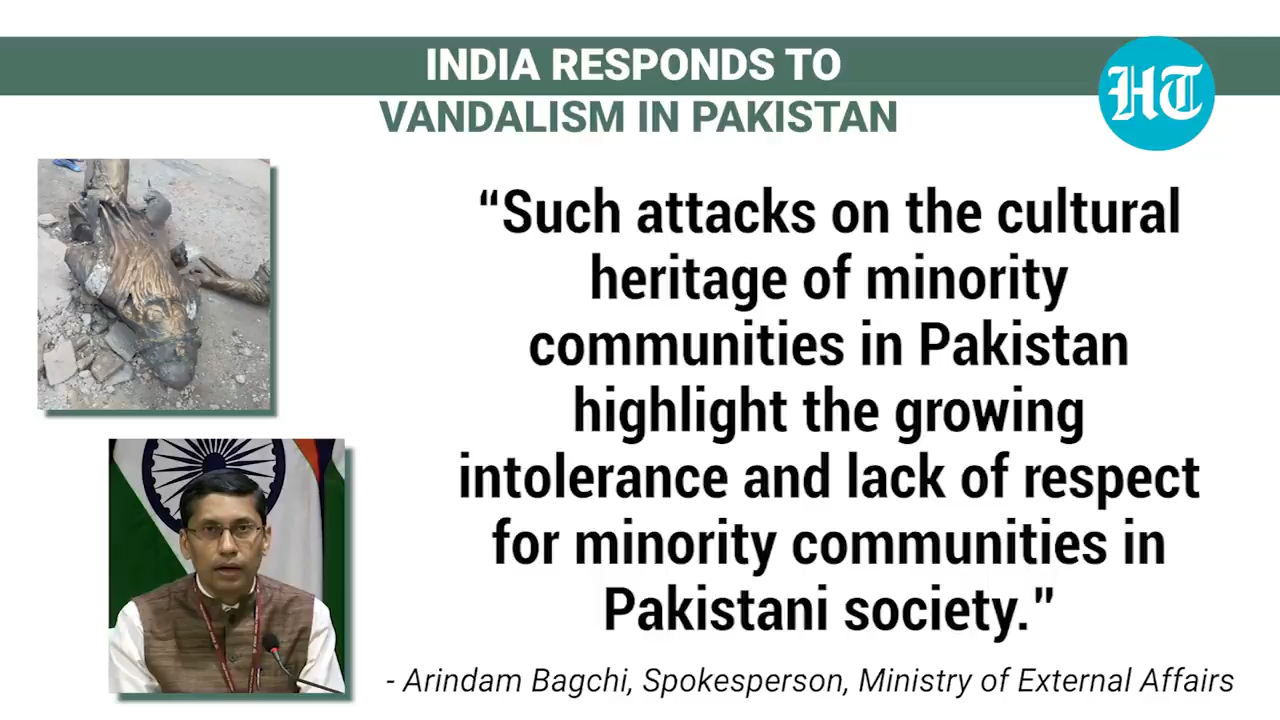 INDIA RESPONDS TO
HT
VANDALISM IN PAKISTAN
“Such attacks on the cultural
heritage of minority
communities in Pakistan
highlight the growing
intolerance and lack of respect
for minority communities in
Pakistani society.”
- Arindam Bagchi, Spokesperson, Ministry of External Affairs